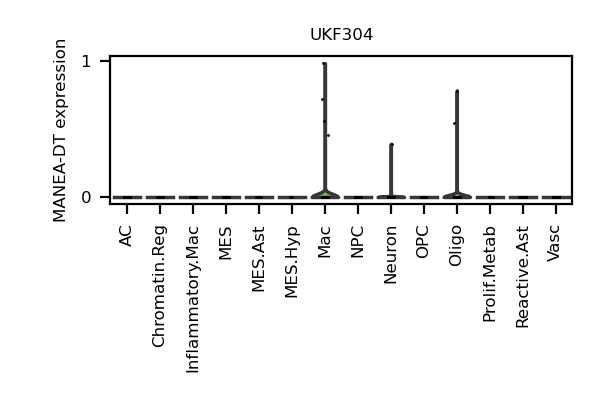 UKF304
MANEA-DT expression
1
0
AC
Chromatin.Reg
Inflammatory.Mac
MES
MES.Ast
MES.Hyp
Mac
NPC
Neuron
OPC
Oligo
Prolif.Metab
Reactive.Ast
Vasc